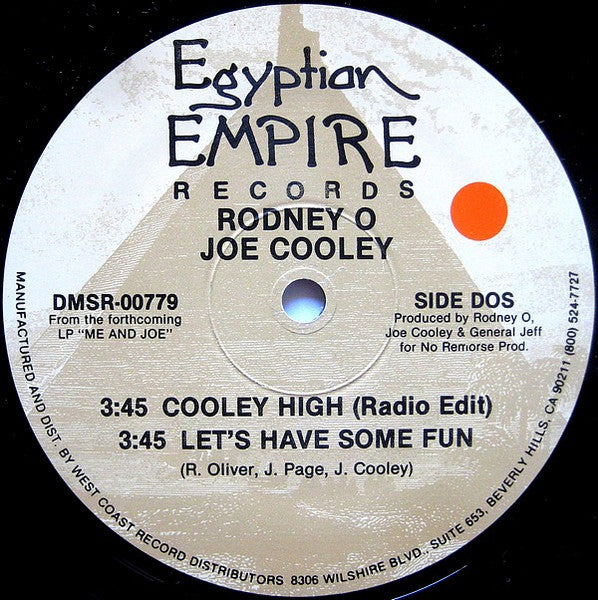 Egyptian
EMPIRE
RECORDS
RODNEY O
JOE COOLEY
DMSR-00779
From the forthcoming
LP "ME AND JOE"
SIDE DOS
Produced by Rodney O,
Joe Cooley & General Jeff
for No Remorse Prod.
3:45 COOLEY HIGH (Radio Edit)
3:45 LET'S HAVE SOME FUN
(R. Oliver, J. Page, J. Cooley)
MANUFACTURED AND DIST. BY WEST COAST RECORD DISTRIBUTORS 8306 WILSHIRE BLVD., SUITE 653, BEVERLY HILLS, CA 90211 (800) 524-7727